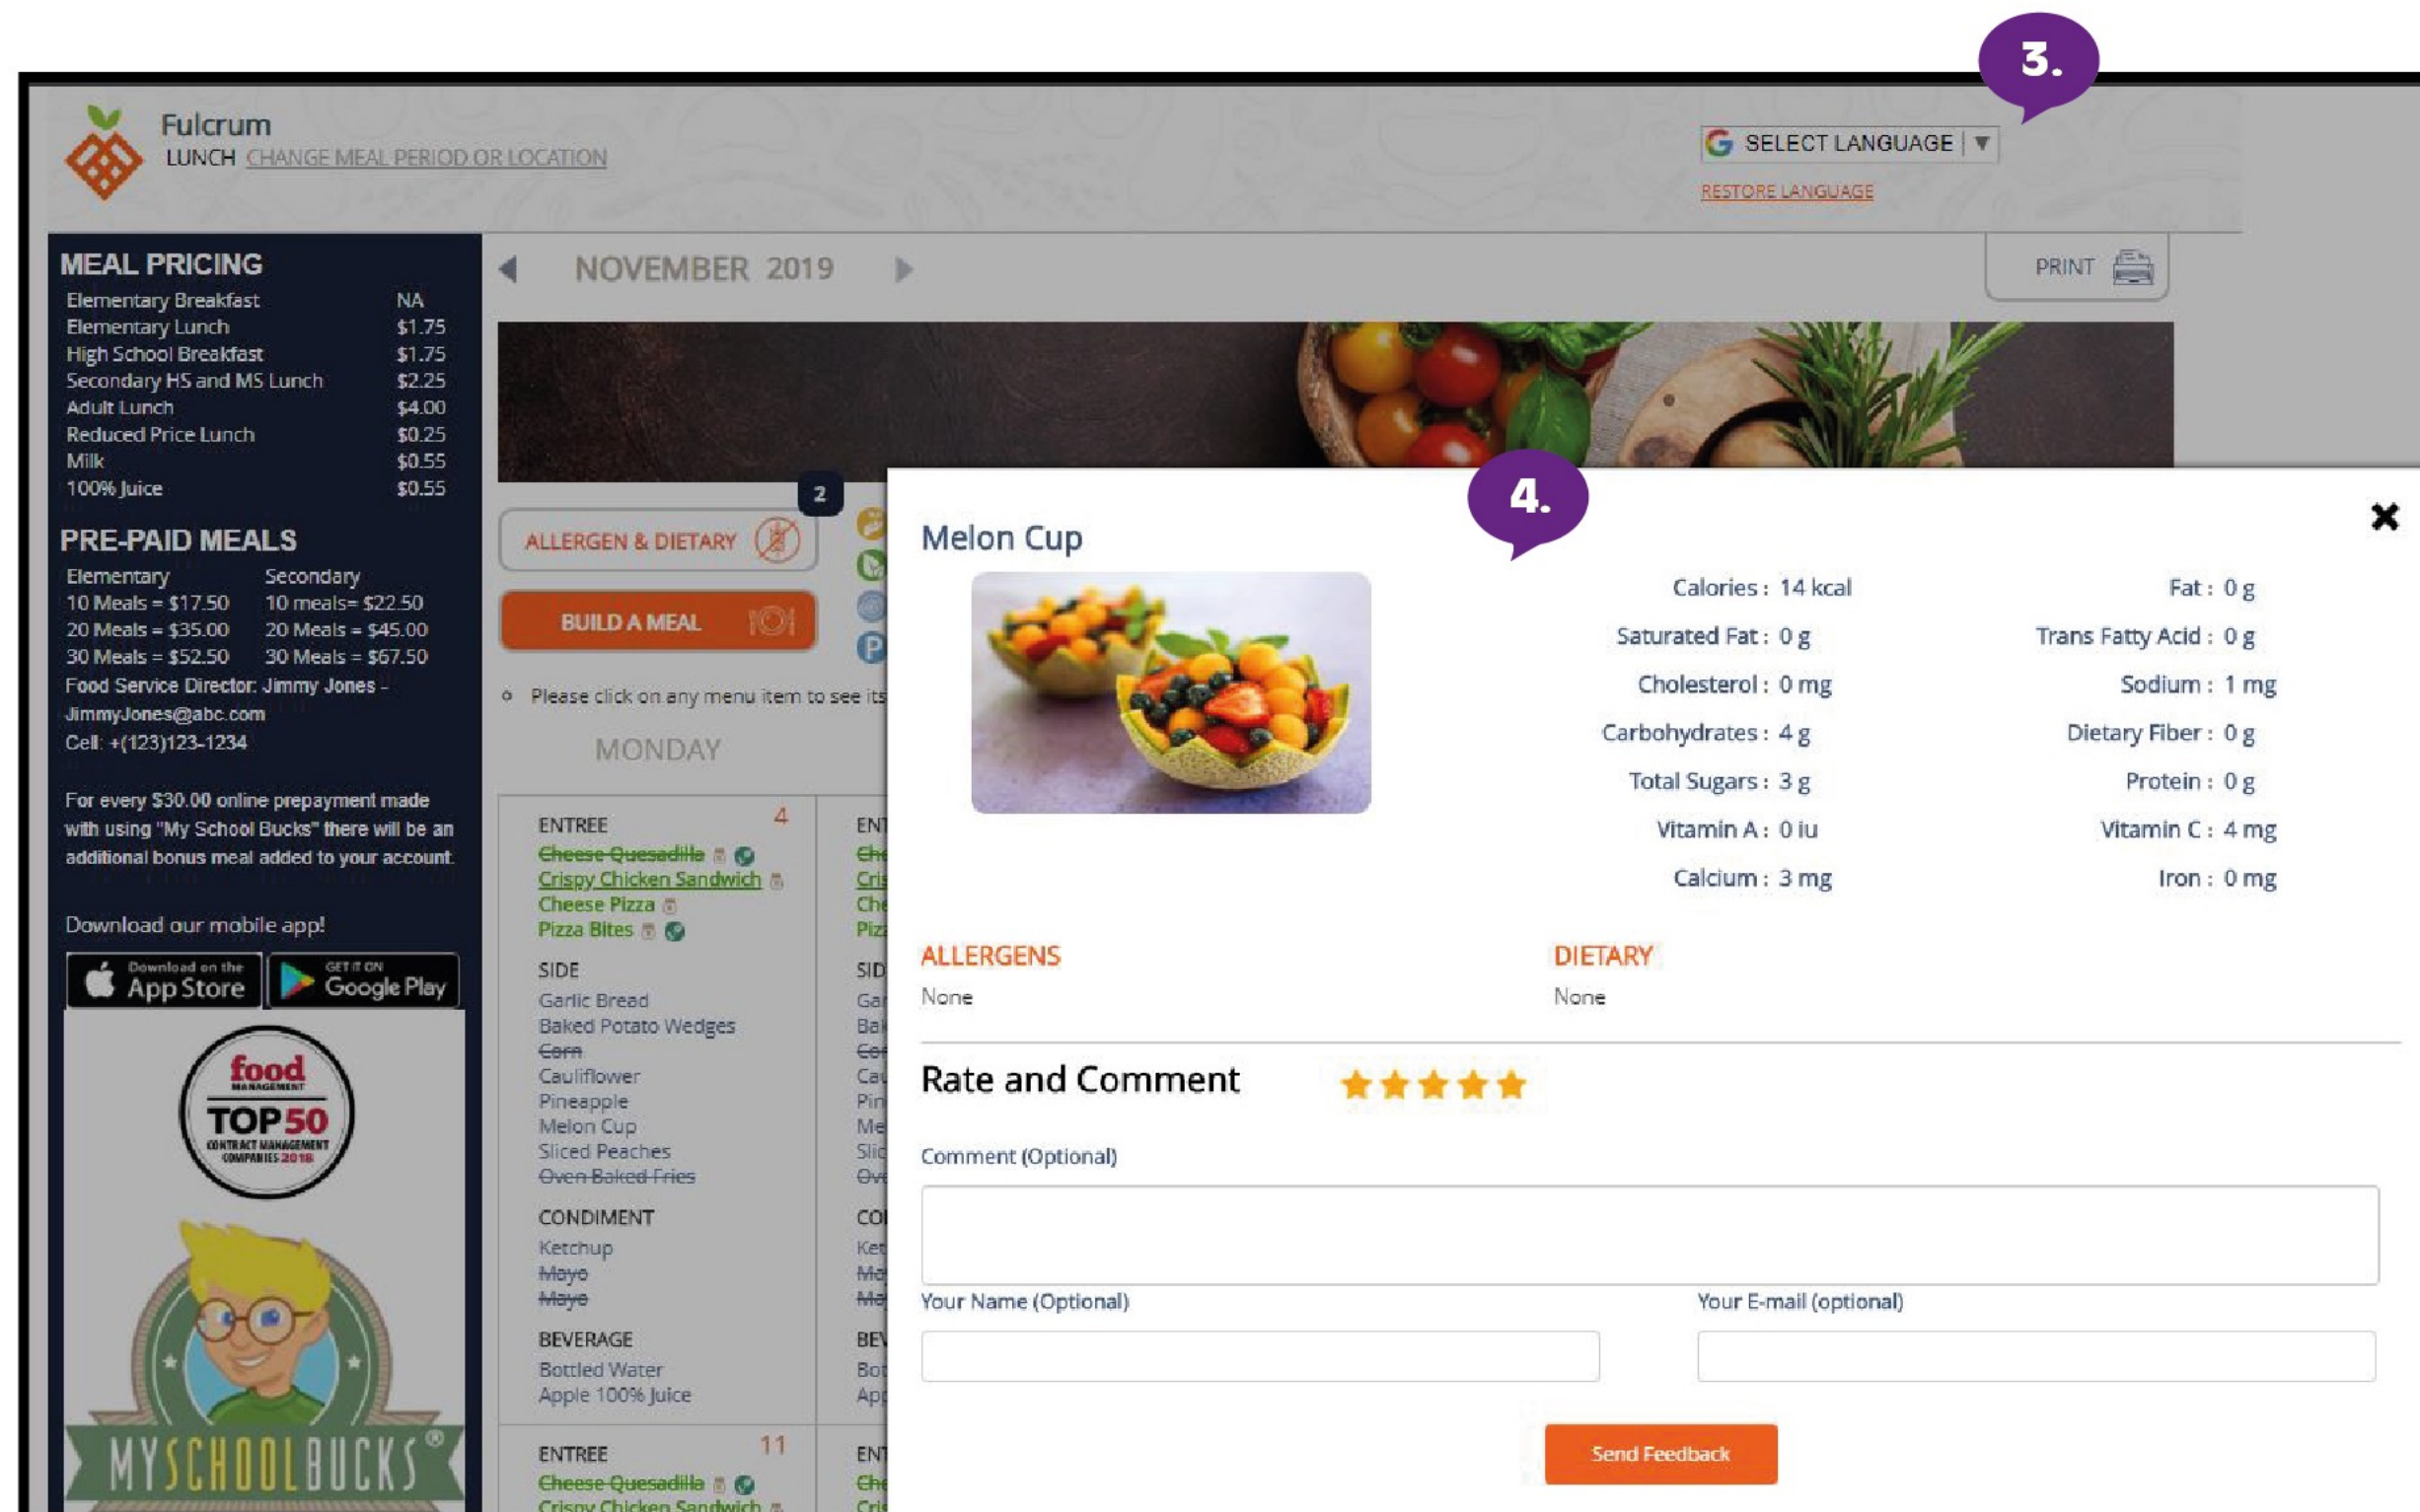 3.
Fulcrum
LUNCH CHANGE MEAL PERIOD OR LOCATION
SELECT LANGUAGE
RESTORE LANGUAGE
MEAL PRICING
Elementary Breakfast NA
Elementary Lunch $1.75
High School Breakfast $1.75
Secondary HS and MS Lunch $2.25
Adult Lunch $4.00
Reduced Price Lunch $0.25
Milk $0.55
100% Juice $0.55
PRE-PAID MEALS
Elementary Secondary
10 Meals = $17.50 10 meals= $22.50
20 Meals = $35.00 20 Meals = $45.00
30 Meals = $52.50 30 Meals = $67.50
Food Service Director: Jimmy Jones -
JimmyJones@abc.com
Cell: +(123)123-1234
For every $30.00 online prepayment made
with using "My School Bucks" there will be an
additional bonus meal added to your account.
Download our mobile app!
Download on the
App Store
GET IT ON
Google Play
food
MANAGEMENT
TOP 50
CONTRACT MANAGEMENT
COMPANIES 2018
MYSCHOOLBUCKS®
NOVEMBER 2019
PRINT
2
ALLERGEN & DIETARY
BUILD A MEAL
P
Please click on any menu item to see its
MONDAY
4
ENTREE
Cheese Quesadilla
Crispy Chicken Sandwich
Cheese Pizza
Pizza Bites
SIDE
Garlic Bread
Baked Potato Wedges
Corn
Cauliflower
Pineapple
Melon Cup
Sliced Peaches
Oven Baked Fries
CONDIMENT
Ketchup
Mayo
Mayo
BEVERAGE
Bottled Water
Apple 100% Juice
11
ENTREE
Cheese Quesadilla
Crispy Chicken Sandwich
4.
Melon Cup
Calories : 14 kcal Fat : 0 g
Saturated Fat : 0 g Trans Fatty Acid : 0 g
Cholesterol : 0 mg Sodium : 1 mg
Carbohydrates : 4 g Dietary Fiber : 0 g
Total Sugars : 3 g Protein : 0 g
Vitamin A : 0 iu Vitamin C : 4 mg
Calcium : 3 mg Iron : 0 mg
ALLERGENS DIETARY
None None
Rate and Comment
Comment (Optional)
Your Name (Optional) Your E-mail (optional)
Send Feedback